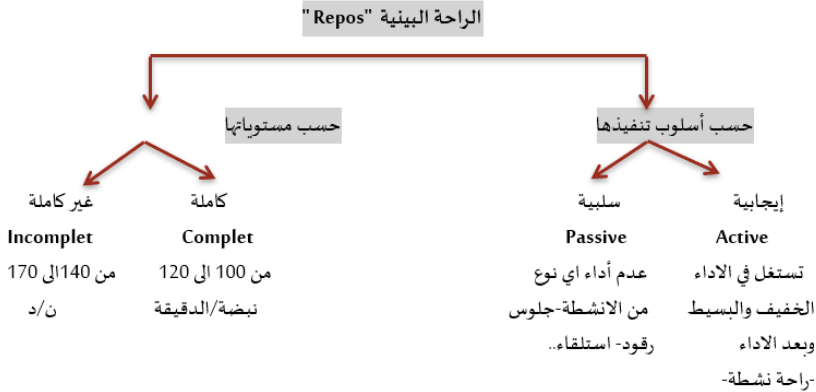 الراحة البينية "Repos "
حسب أسلوب تنفيذها
حسب مستوياتها
إيجابية
Active
تستغل في الاداء
الخفيف والبسيط
وبعد الاداء
-راحة نشطة-
سلبية
Passive
عدم أداء اي نوع
من الانشطة-جلوس
رقود- استلقاء..
كاملة
Complet
من 100 الى 120
نبضة/الدقيقة
غير كاملة
Incomplet
من 140الى 170
ن/د